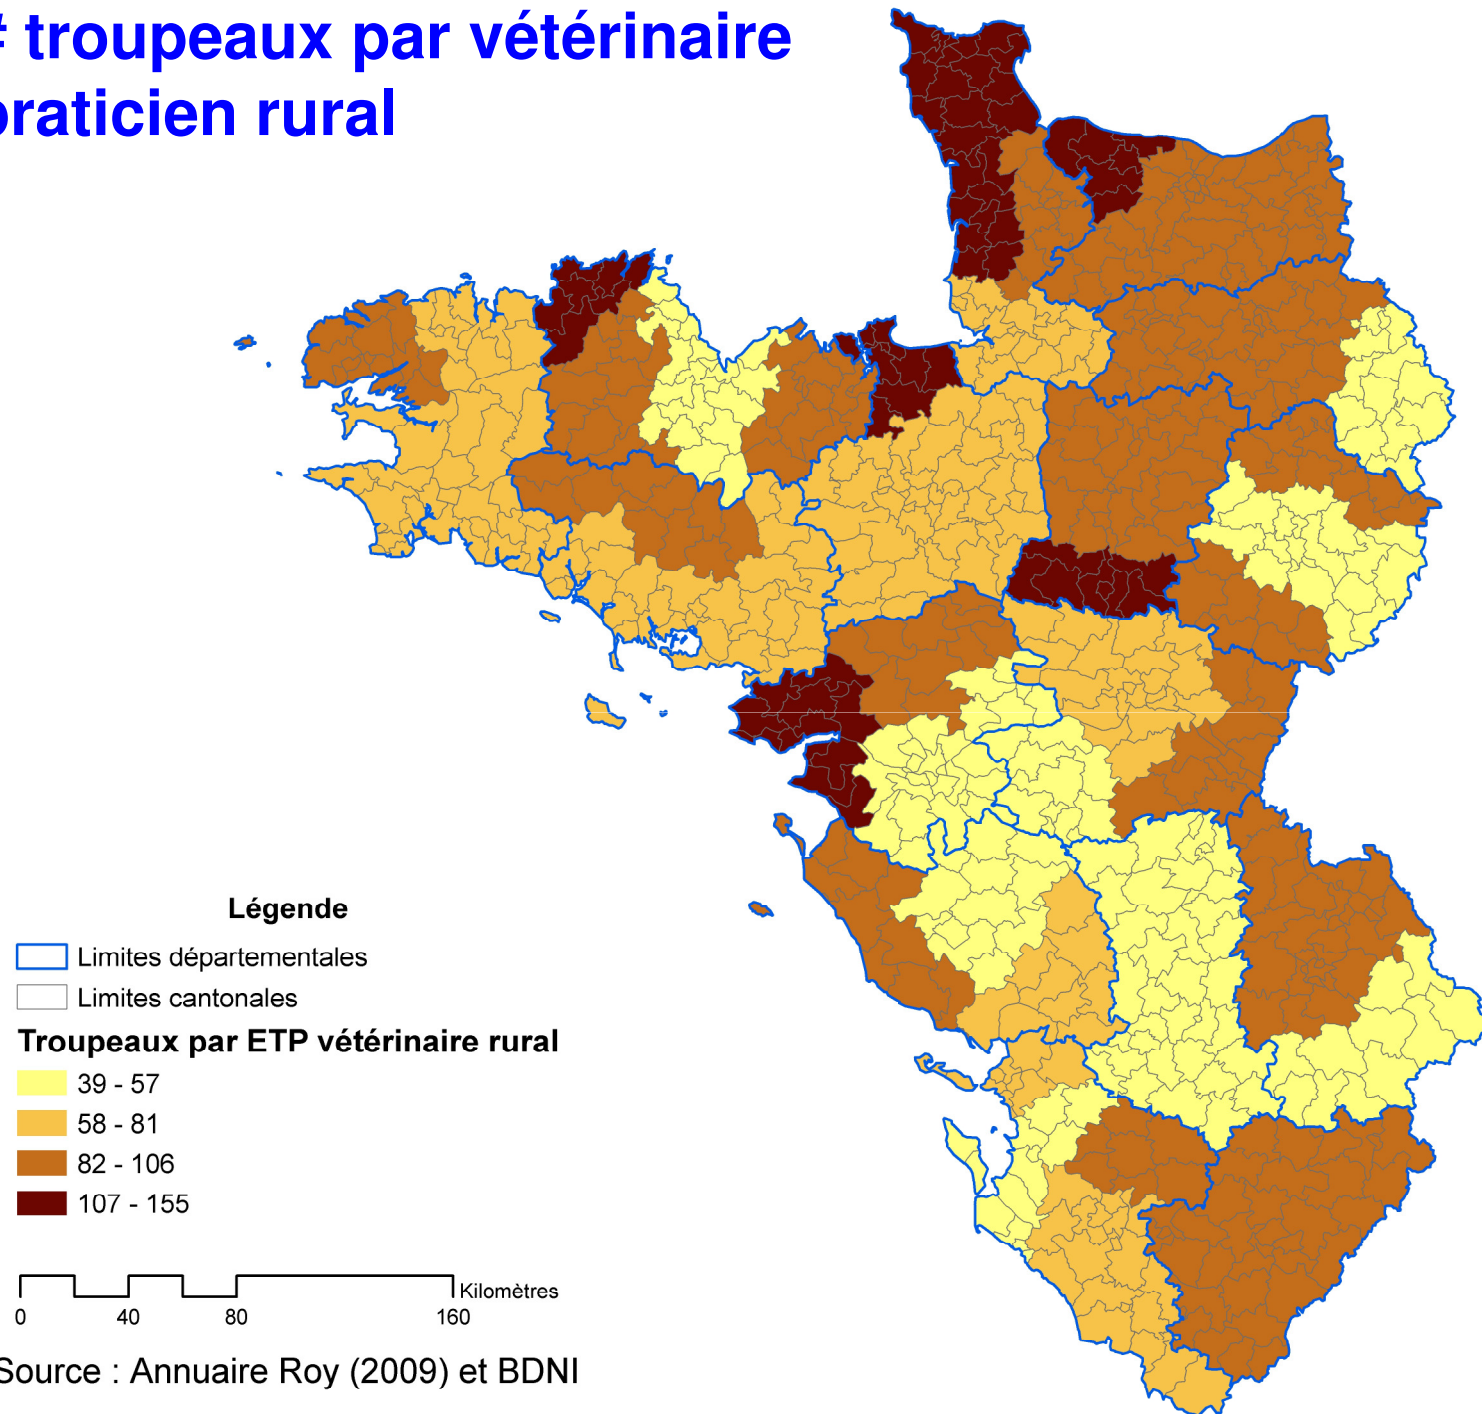 # troupeaux par vétérinaire
praticien rural
Légende
Limites départementales
Limites cantonales
Troupeaux par ETP vétérinaire rural
39 - 57
58 - 81
82 - 106
107 - 155
Kilomètres
0 40 80 160
Source : Annuaire Roy (2009) et BDNI